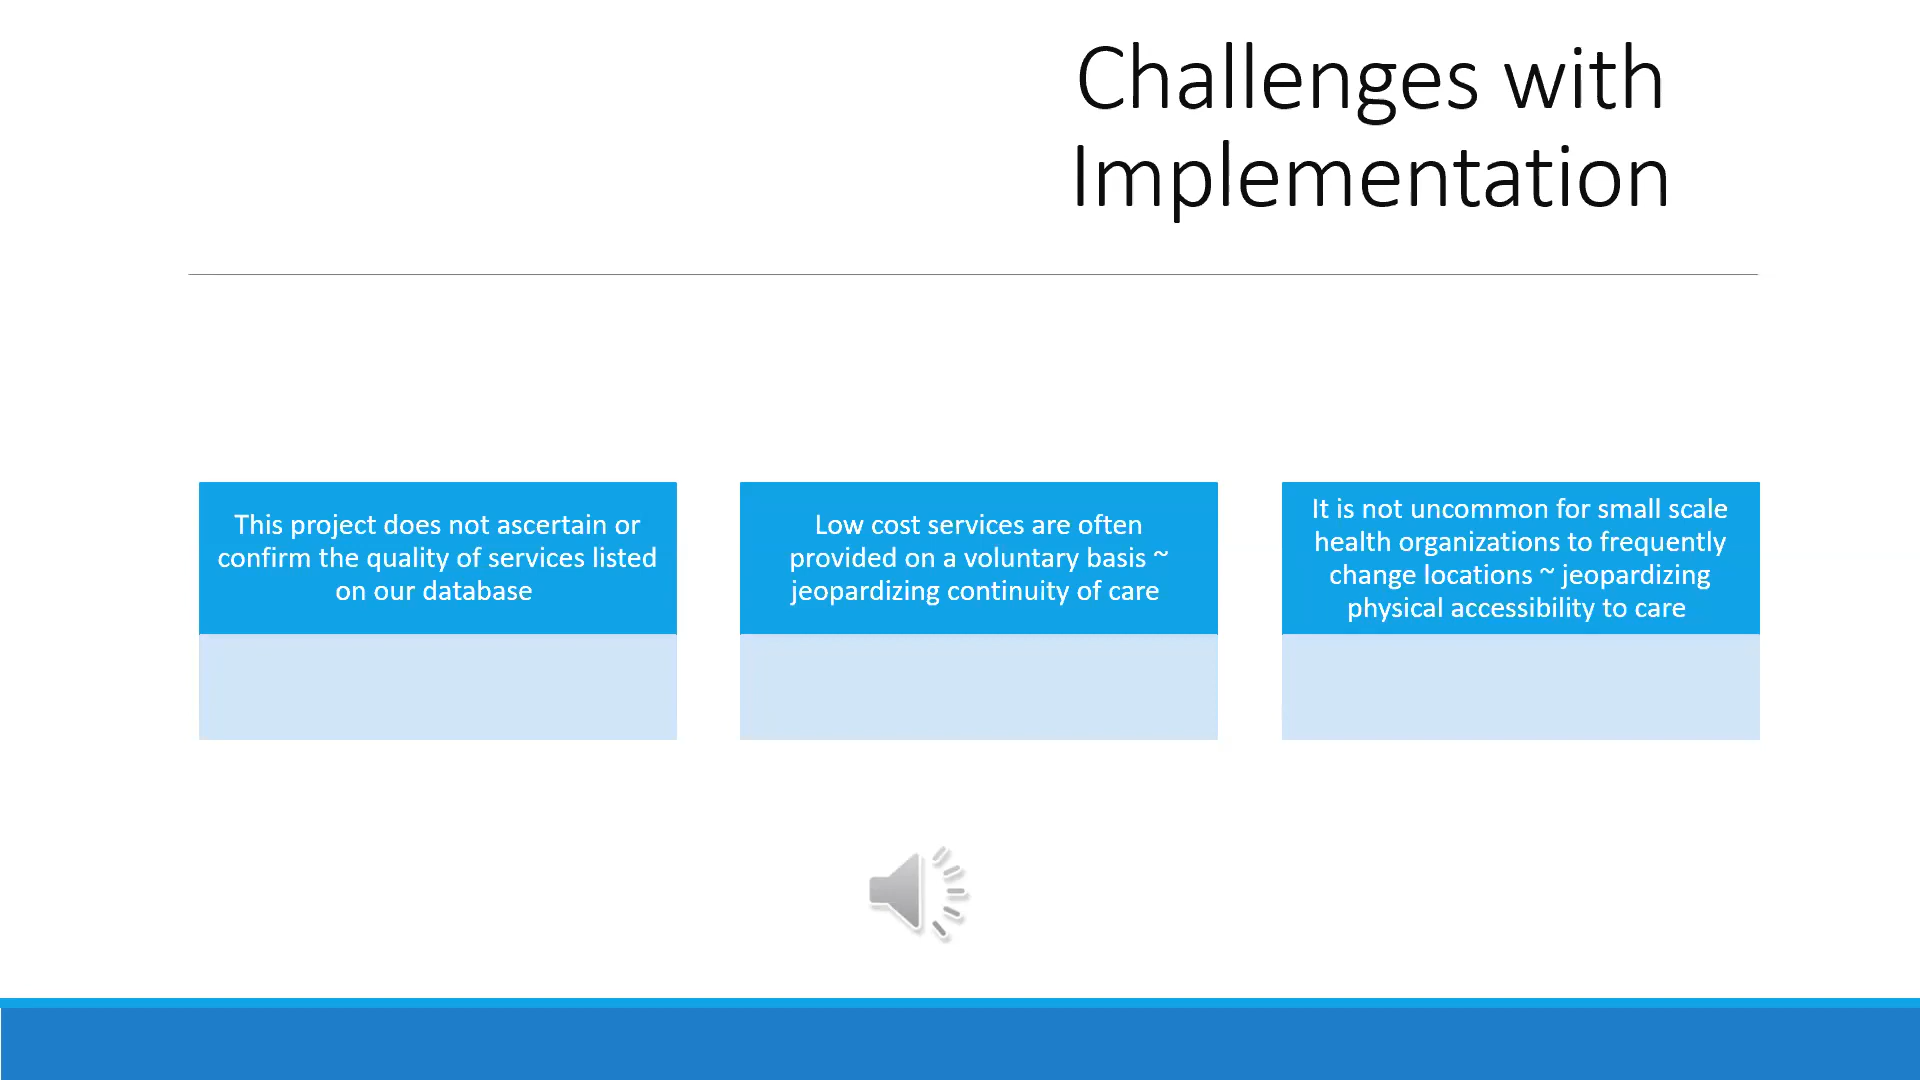 Challenges with
Implementation
This project does not ascertain or
confirm the quality of services listed
on our database
Low cost services are often
provided on a voluntary basis ~
jeopardizing continuity of care
It is not uncommon for small scale
health organizations to frequently
change locations ~ jeopardizing
physical accessibility to care